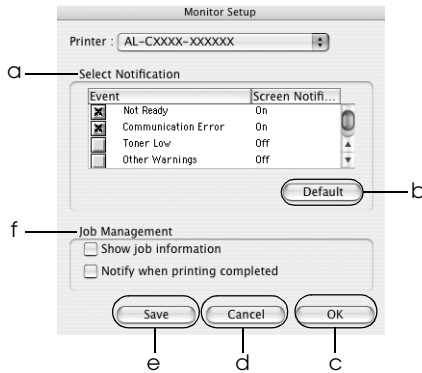 Monitor Setup
Printer : AL-CXXXX-XXXXXX
a
Select Notification
Event Screen Notifi...
Not Ready On
Communication Error On
Toner Low Off
Other Warnings Off
Default
b
f
Job Management
Show job information
Notify when printing completed
Save Cancel OK
e d c